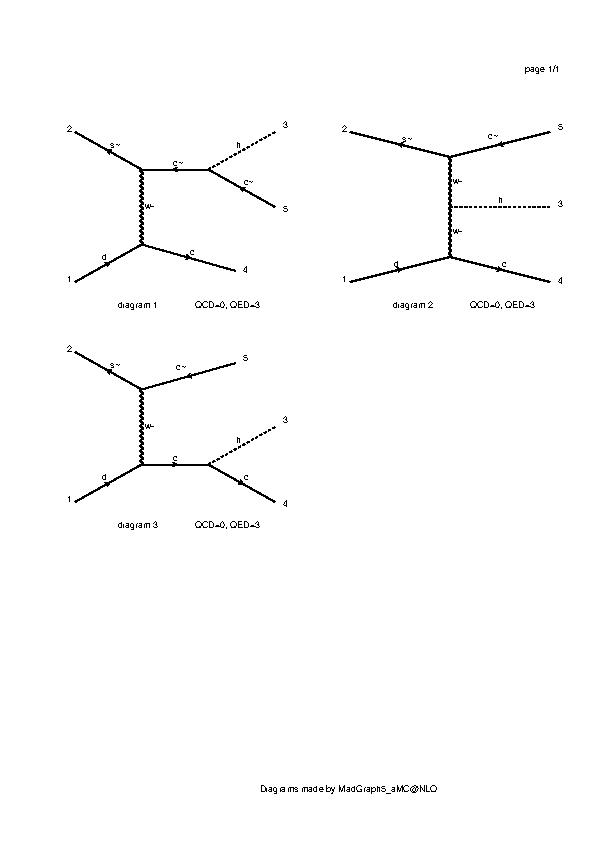 page 1/1
2 s~ c~ h 3
c~
w-
5
d c
1 4
diagram 1 QCD=0, QED=3
2 s~ c~ 5
w-
h 3
w-
d c
1 4
diagram 2 QCD=0, QED=3
2 s~ c~ 5
w-
h 3
d c
c
1 4
diagram 3 QCD=0, QED=3
Diagrams made by MadGraph5_aMC@NLO